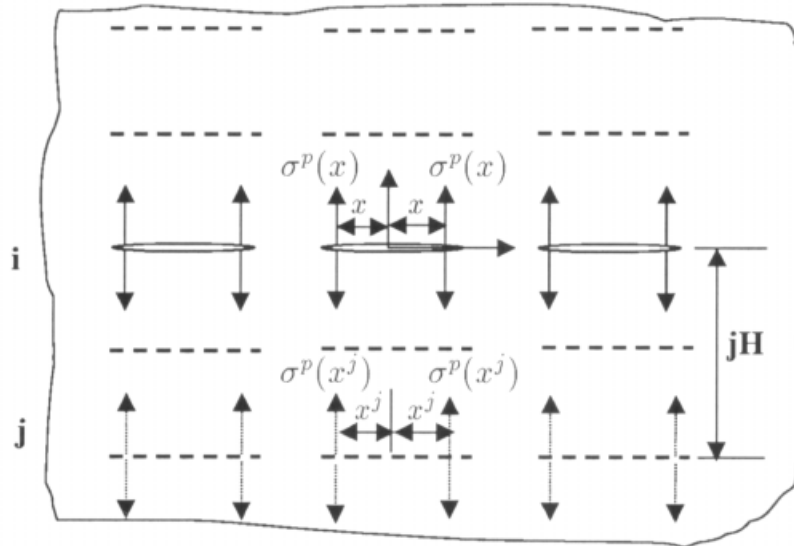 σ^p(x) σ^p(x)
x x
i
jH
σ^p(x^j) σ^p(x^j)
x^j x^j
j